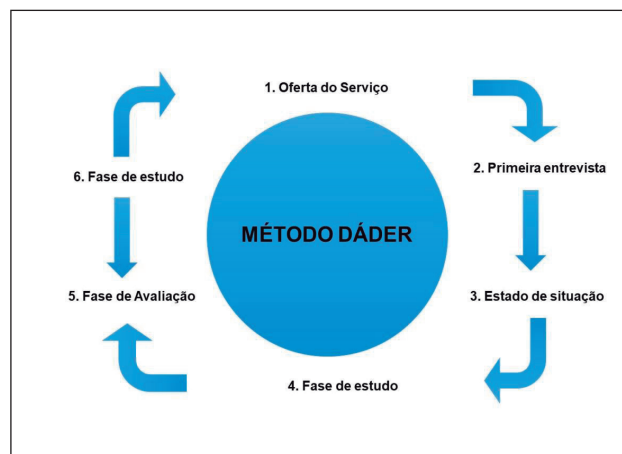 1. Oferta do Serviço
2. Primeira entrevista
3. Estado de situação
4. Fase de estudo
5. Fase de Avaliação
6. Fase de estudo
MÉTODO DÁDER